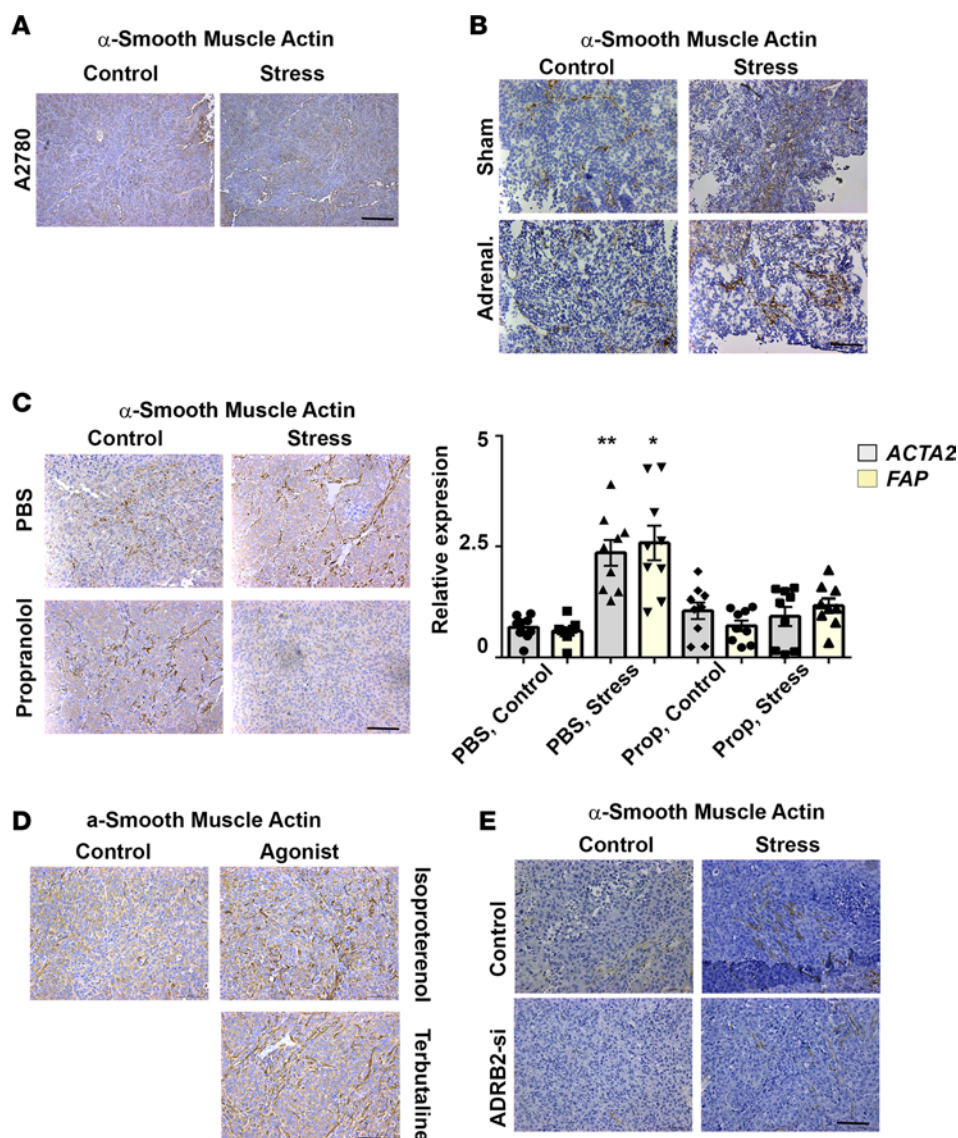 A
α-Smooth Muscle Actin
Control Stress
A2780
B
α-Smooth Muscle Actin
Control Stress
Sham
Adrenal.
C
α-Smooth Muscle Actin
Control Stress
PBS
Propranolol
Relative expresion
5
2.5
0
** *
ACTA2
FAP
PBS, Control
PBS, Stress
Prop, Control
Prop, Stress
D
a-Smooth Muscle Actin
Control Agonist
Isoproterenol
Terbutaline
E
α-Smooth Muscle Actin
Control Stress
Control
ADRB2-si